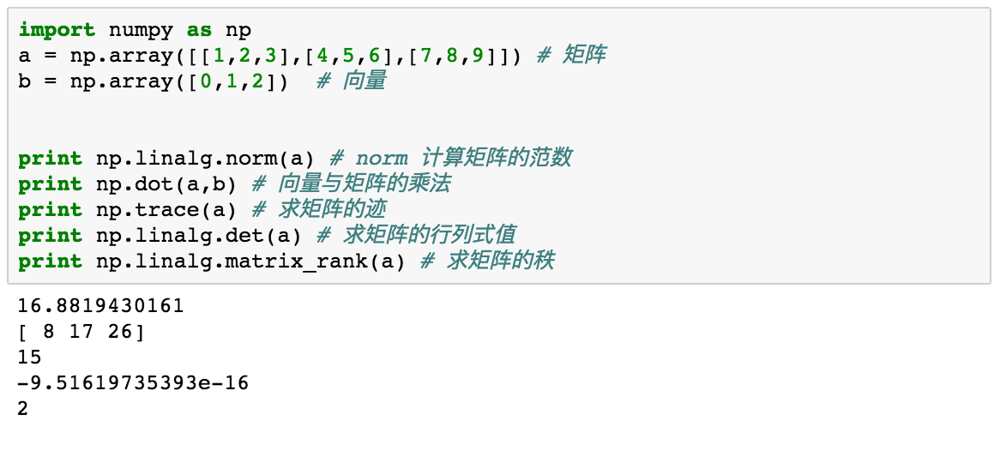 import numpy as np
a = np.array([[1,2,3],[4,5,6],[7,8,9]]) # 矩阵
b = np.array([0,1,2])  # 向量
print np.linalg.norm(a) # norm 计算矩阵的范数
print np.dot(a,b) # 向量与矩阵的乘法
print np.trace(a) # 求矩阵的迹
print np.linalg.det(a) # 求矩阵的行列式值
print np.linalg.matrix_rank(a) # 求矩阵的秩
16.8819430161
[ 8 17 26]
15
-9.51619735393e-16
2